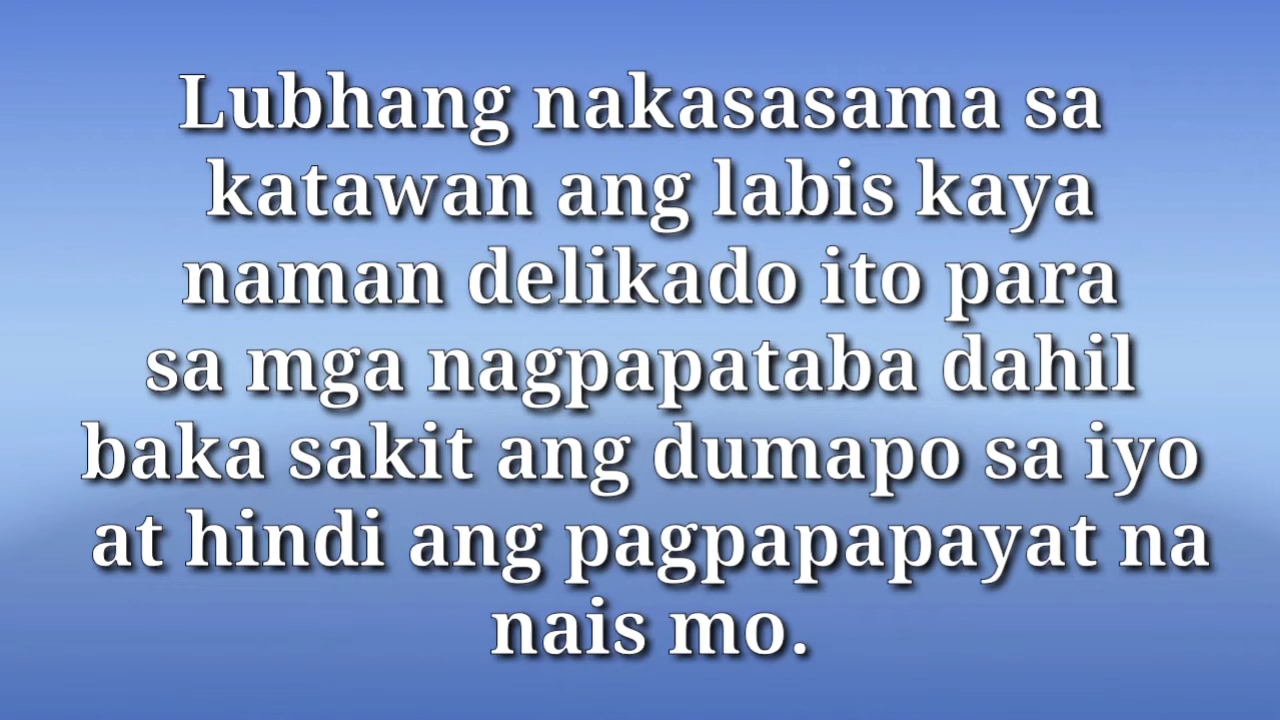 Lubhang nakasasama sa
katawan ang labis kaya
naman delikado ito para
sa mga nagpapataba dahil
baka sakit ang dumapo sa iyo
at hindi ang pagpapapayat na
nais mo.